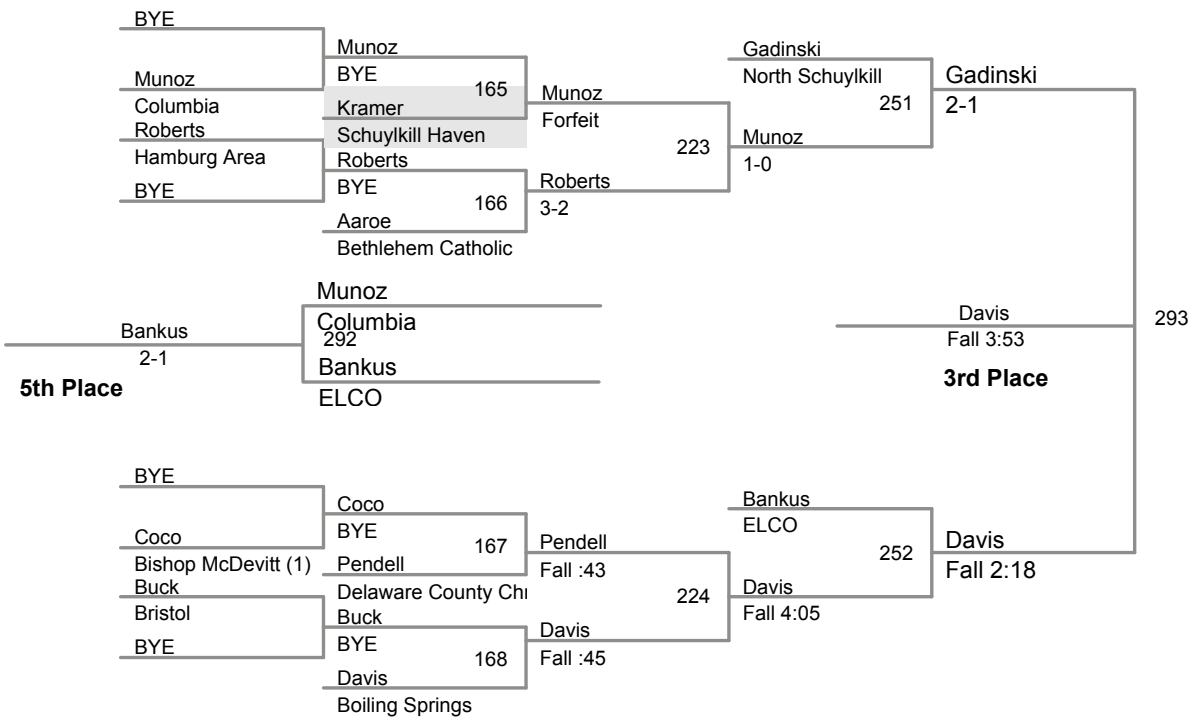 BYE
Munoz
BYE
Munoz
Columbia
165
Kramer
Schuylkill Haven
Roberts
Hamburg Area
BYE
Roberts
BYE
166
Aaroe
Bethlehem Catholic
Munoz
Forfeit
223
Roberts
3-2
Gadinski
North Schuylkill
251
Munoz
1-0
Gadinski
2-1
Munoz
Columbia
292
Bankus
ELCO
Bankus
2-1
5th Place
Davis
Fall 3:53
3rd Place
293
BYE
Coco
BYE
Coco
Bishop McDevitt (1)
167
Pendell
Delaware County Chr
Buck
Bristol
BYE
Buck
BYE
168
Davis
Boiling Springs
Pendell
Fall :43
224
Davis
Fall :45
Bankus
ELCO
252
Davis
Fall 4:05
Davis
Fall 2:18